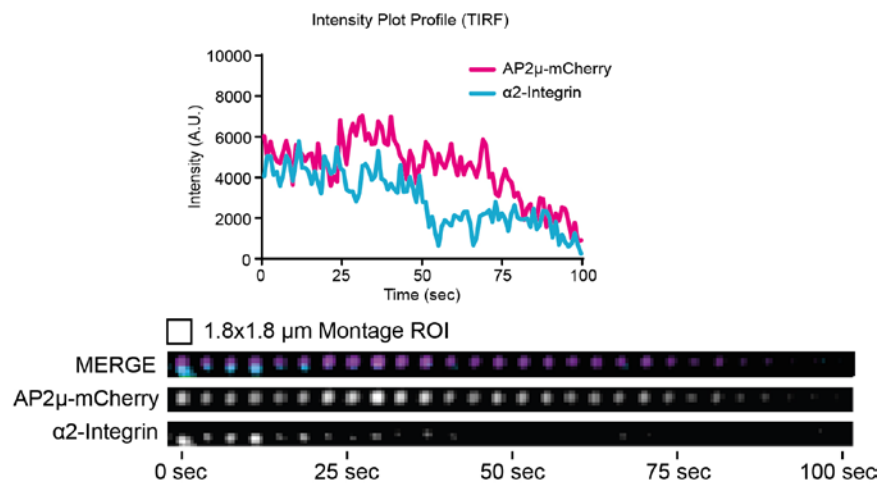 Intensity Plot Profile (TIRF)
10000
8000
6000
4000
2000
0
Intensity (A.U.)
AP2μ-mCherry
α2-Integrin
0 25 50 75 100
Time (sec)
1.8x1.8 μm Montage ROI
MERGE
AP2μ-mCherry
α2-Integrin
0 sec 25 sec 50 sec 75 sec 100 sec